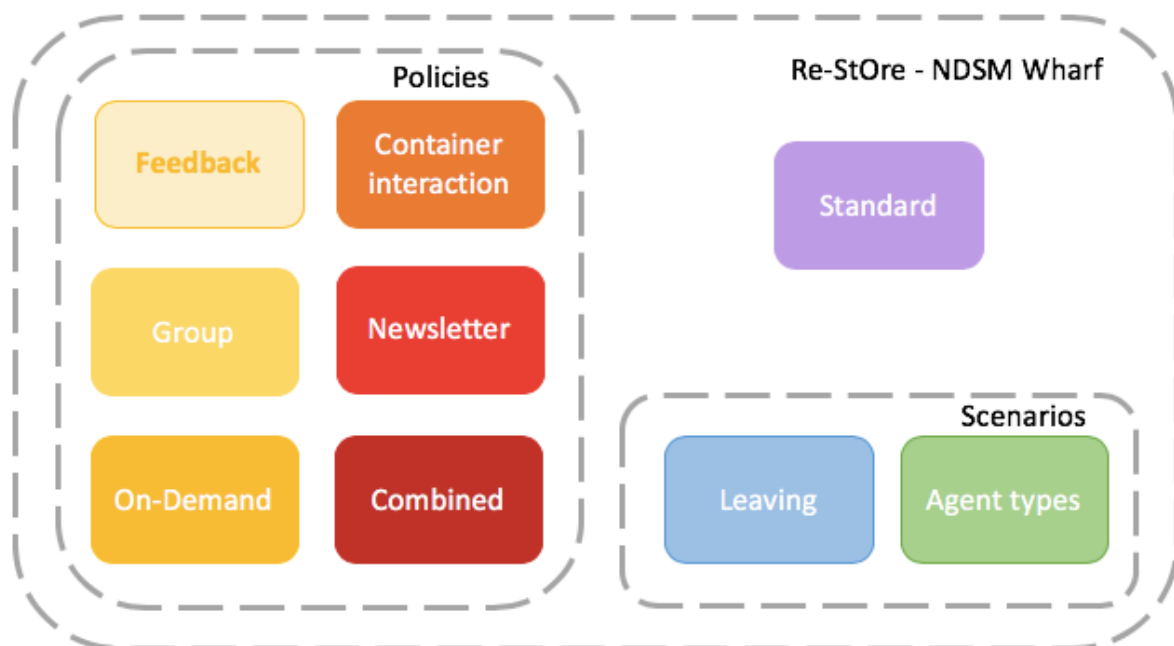 Policies
Re-StOre - NDSM Wharf
Feedback
Container
interaction
Standard
Group
Newsletter
Scenarios
On-Demand
Combined
Leaving
Agent types